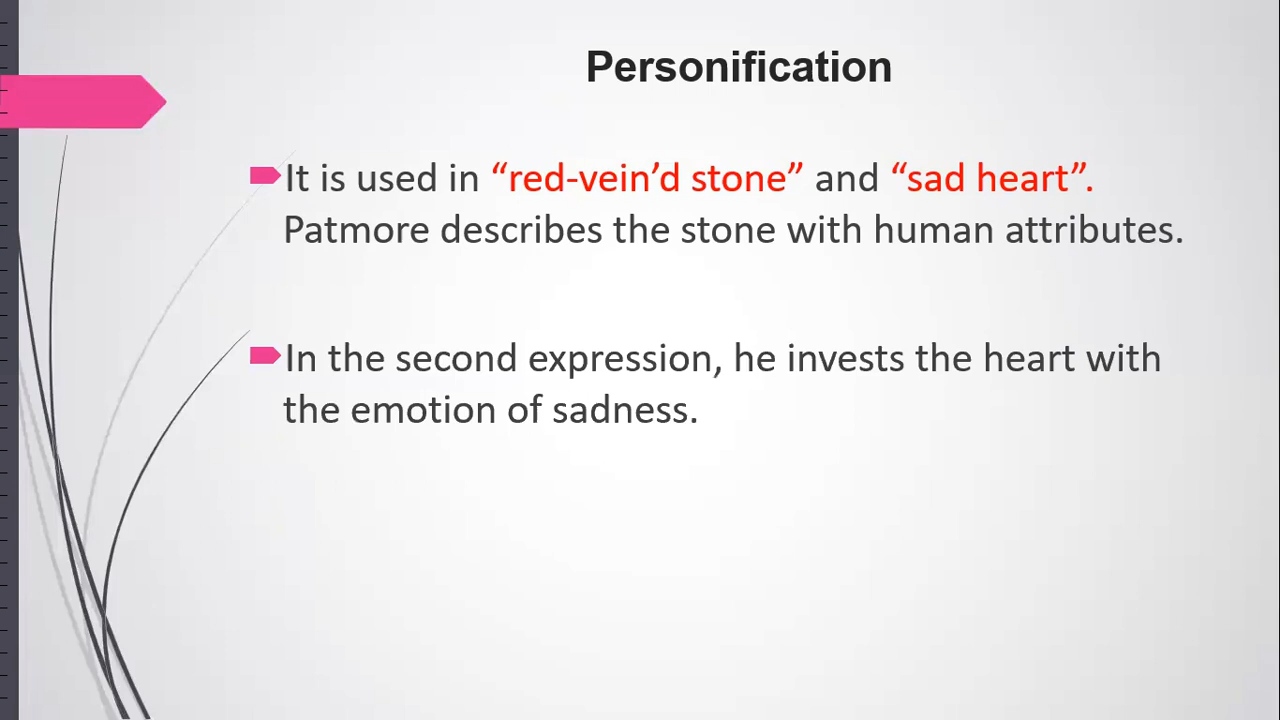 Personification
It is used in “red-vein’d stone” and “sad heart”.
Patmore describes the stone with human attributes.
In the second expression, he invests the heart with
the emotion of sadness.